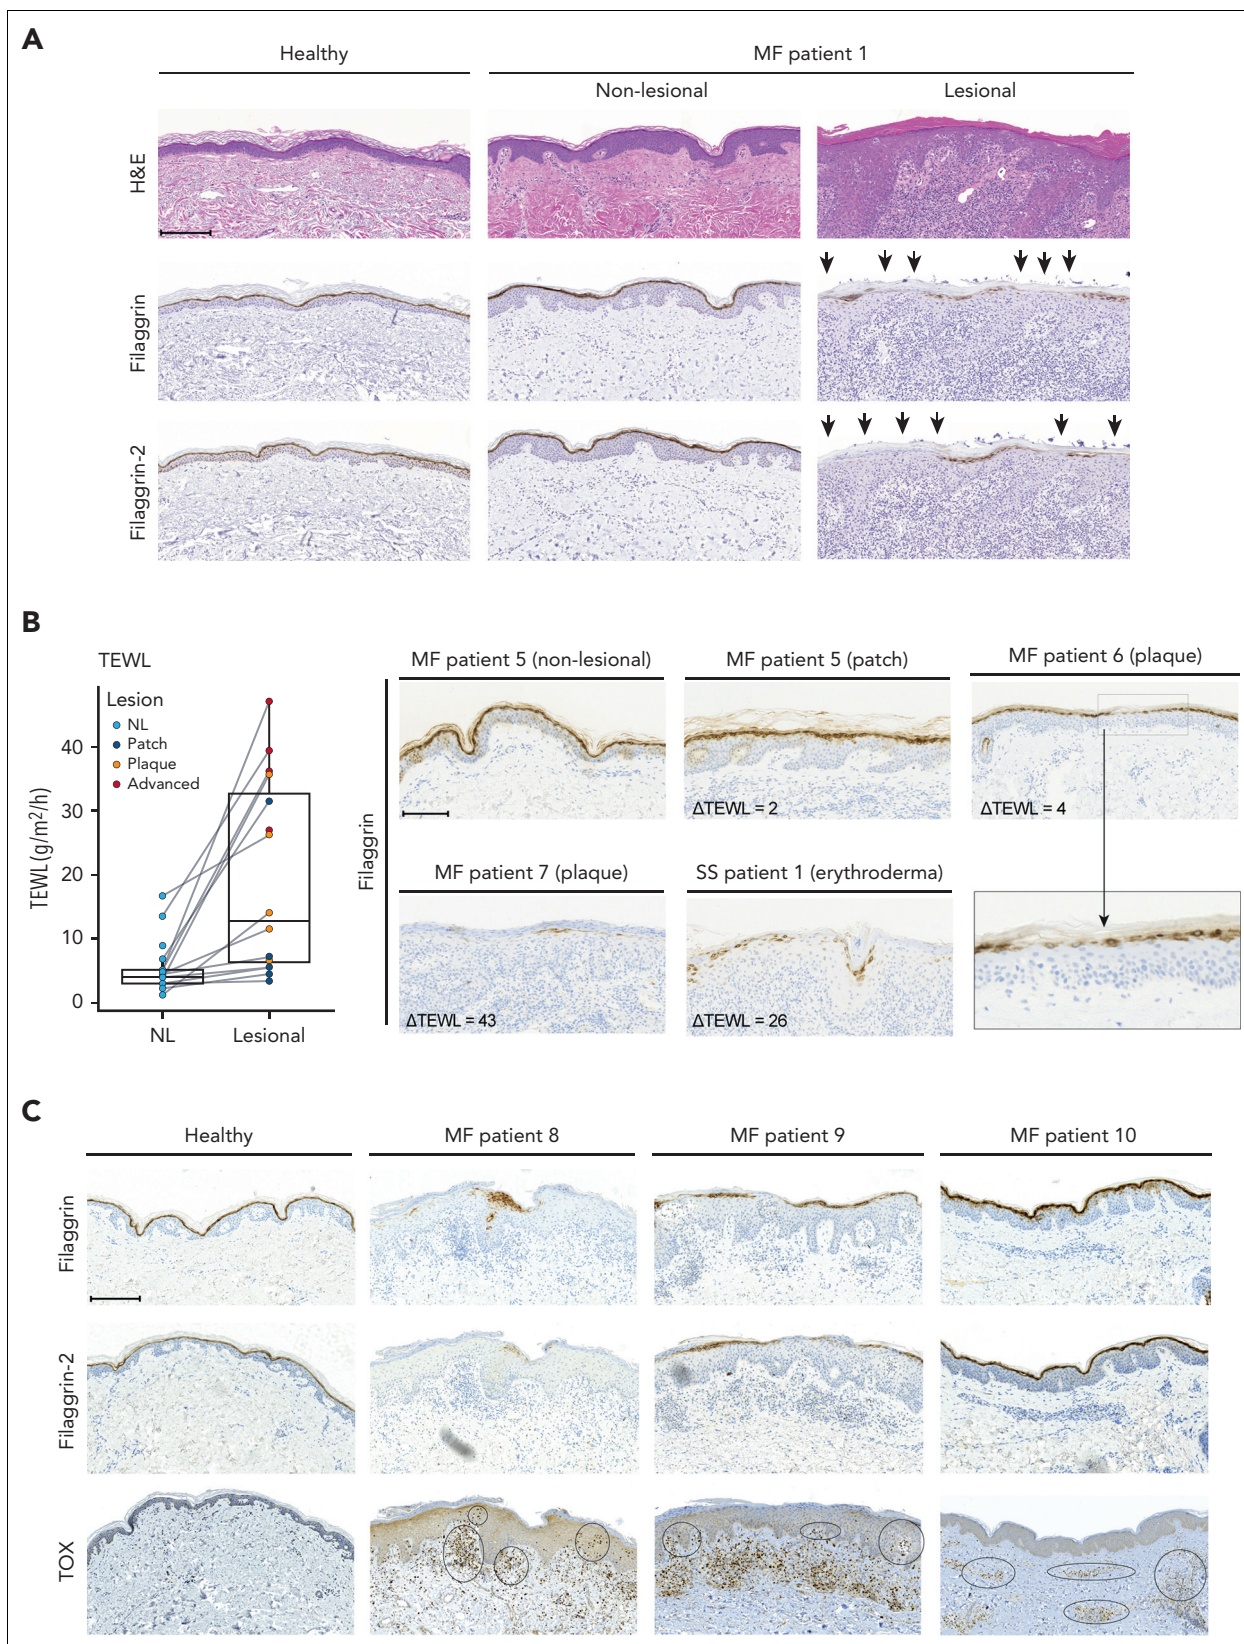 A
Healthy
MF patient 1
Non-lesional
Lesional
H&E
Filaggrin
Filaggrin-2
B
TEWL
Lesion
NL
Patch
Plaque
Advanced
TEWL (g/m²/h)
40
30
20
10
0
NL
Lesional
Filaggrin
MF patient 5 (non-lesional)
MF patient 5 (patch)
MF patient 6 (plaque)
ΔTEWL = 2
ΔTEWL = 4
MF patient 7 (plaque)
SS patient 1 (erythroderma)
ΔTEWL = 43
ΔTEWL = 26
C
Healthy
MF patient 8
MF patient 9
MF patient 10
Filaggrin
Filaggrin-2
TOX